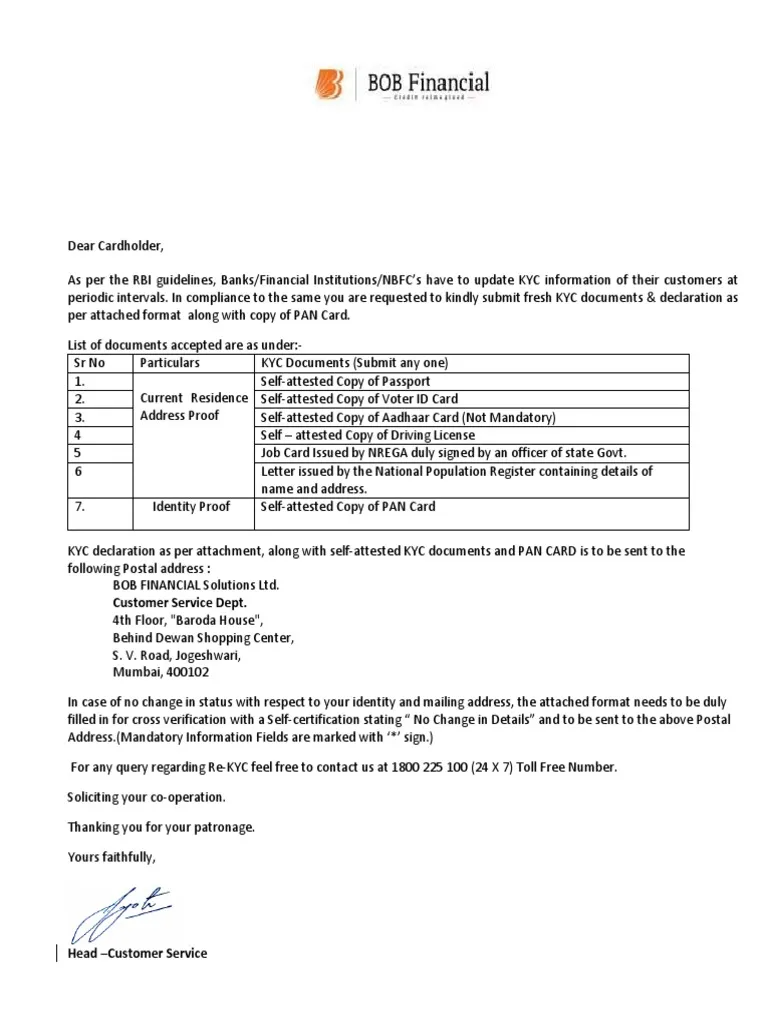 BOB Financial
Credit reimagined
Dear Cardholder,
As per the RBI guidelines, Banks/Financial Institutions/NBFC's have to update KYC information of their customers at
periodic intervals. In compliance to the same you are requested to kindly submit fresh KYC documents & declaration as
per attached format along with copy of PAN Card.
List of documents accepted are as under:-
Sr No Particulars KYC Documents (Submit any one)
1. Self-attested Copy of Passport
2. Current Residence Self-attested Copy of Voter ID Card
3. Address Proof Self-attested Copy of Aadhaar Card (Not Mandatory)
4 Self – attested Copy of Driving License
5 Job Card Issued by NREGA duly signed by an officer of state Govt.
6 Letter issued by the National Population Register containing details of
name and address.
7. Identity Proof Self-attested Copy of PAN Card
KYC declaration as per attachment, along with self-attested KYC documents and PAN CARD is to be sent to the
following Postal address :
BOB FINANCIAL Solutions Ltd.
Customer Service Dept.
4th Floor, "Baroda House",
Behind Dewan Shopping Center,
S. V. Road, Jogeshwari,
Mumbai, 400102
In case of no change in status with respect to your identity and mailing address, the attached format needs to be duly
filled in for cross verification with a Self-certification stating “ No Change in Details” and to be sent to the above Postal
Address.(Mandatory Information Fields are marked with ‘*’ sign.)
For any query regarding Re-KYC feel free to contact us at 1800 225 100 (24 X 7) Toll Free Number.
Soliciting your co-operation.
Thanking you for your patronage.
Yours faithfully,
Head –Customer Service